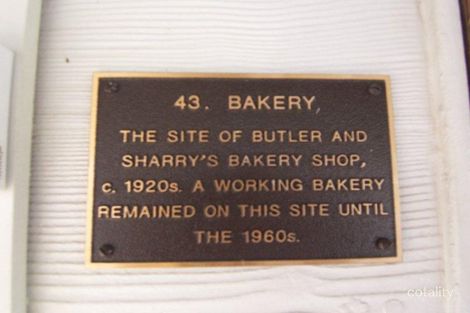 43. BAKERY,
THE SITE OF BUTLER AND
SHARRY'S BAKERY SHOP,
c. 1920s. A WORKING BAKERY
REMAINED ON THIS SITE UNTIL
THE 1960s.
cotality